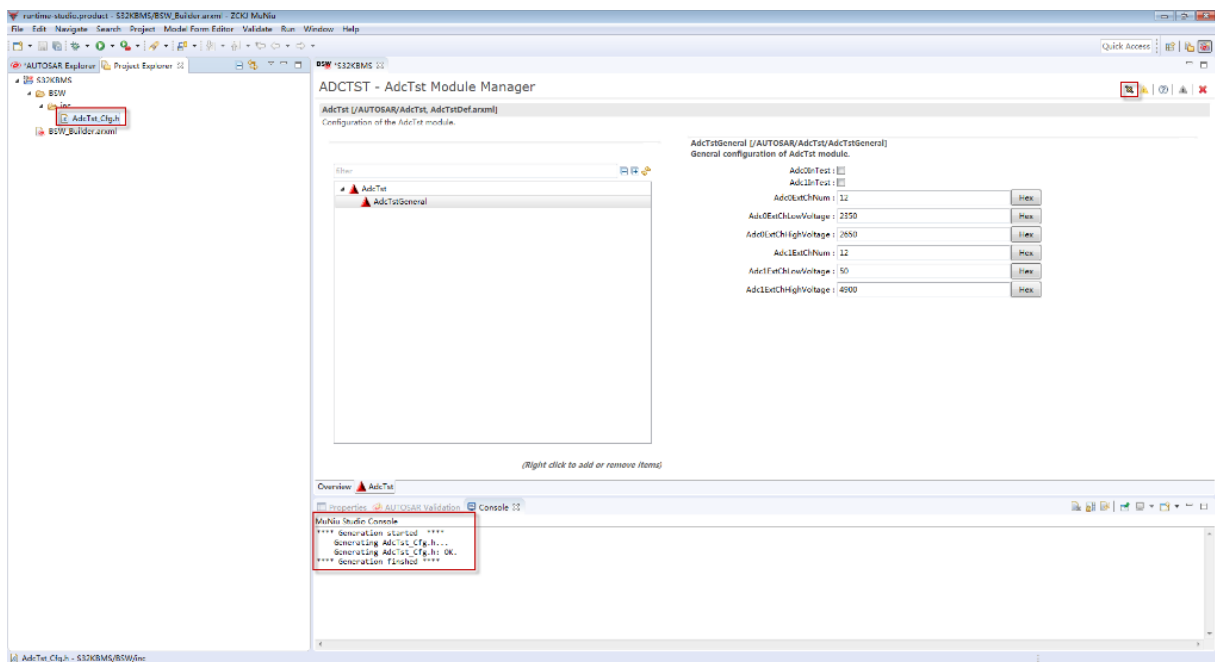 runtime-studio.product - S32KBMS/BSW_Builder.arxml - ZCKJ MuNiu
File Edit Navigate Search Project Model Form Editor Validate Run Window Help
Quick Access
*AUTOSAR Explorer Project Explorer
S32KBMS
BSW
inc
AdcTst_Cfg.h
BSW_Builder.arxml
BSW *S32KBMS
ADCTST - AdcTst Module Manager
AdcTst [/AUTOSAR/AdcTst, AdcTstDef.arxml]
Configuration of the AdcTst module.
filter
AdcTst
AdcTstGeneral
(Right click to add or remove items)
AdcTstGeneral [/AUTOSAR/AdcTst/AdcTstGeneral]
General configuration of AdcTst module.
Adc0InTest :
Adc1InTest :
Adc0ExtChNum : 12 Hex
Adc0ExtChLowVoltage : 2350 Hex
Adc0ExtChHighVoltage : 2650 Hex
Adc1ExtChNum : 12 Hex
Adc1ExtChLowVoltage : 50 Hex
Adc1ExtChHighVoltage : 4900 Hex
Overview AdcTst
Properties AUTOSAR Validation Console
MuNiu Studio Console
**** Generation started ****
Generating AdcTst_Cfg.h...
Generating AdcTst_Cfg.h: OK.
**** Generation finshed ****
AdcTst_Cfg.h - S32KBMS/BSW/inc